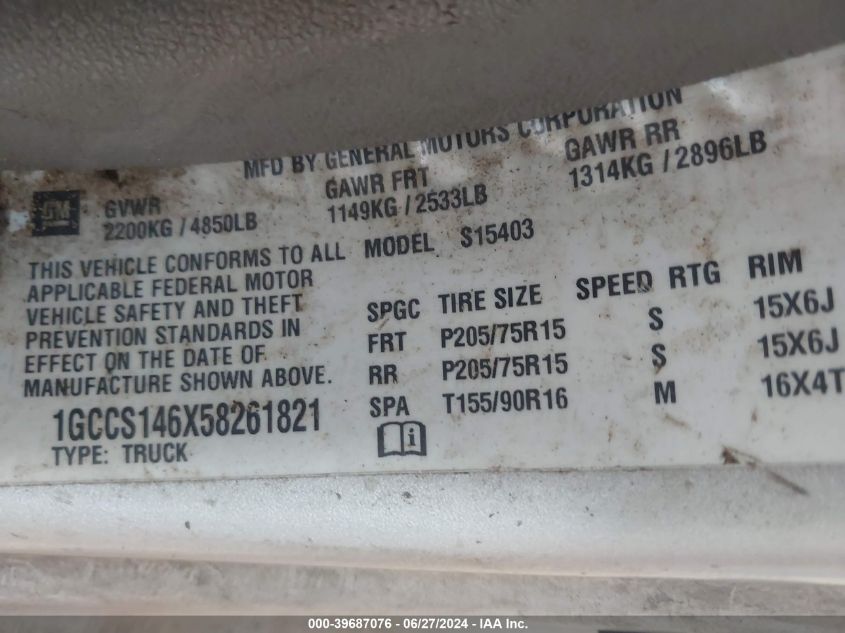 MFD BY GENERAL MOTORS CORPORATION
GM
GVWR
2200KG / 4850LB
GAWR FRT
1149KG / 2533LB
GAWR RR
1314KG / 2896LB
THIS VEHICLE CONFORMS TO ALL
APPLICABLE FEDERAL MOTOR
VEHICLE SAFETY AND THEFT
PREVENTION STANDARDS IN
EFFECT ON THE DATE OF
MANUFACTURE SHOWN ABOVE.
1GCCS146X58261821
TYPE: TRUCK
MODEL S15403
SPGC TIRE SIZE SPEED RTG RIM
FRT P205/75R15 S 15X6J
RR P205/75R15 S 15X6J
SPA T155/90R16 M 16X4T
000-39687076 - 06/27/2024 - IAA Inc.